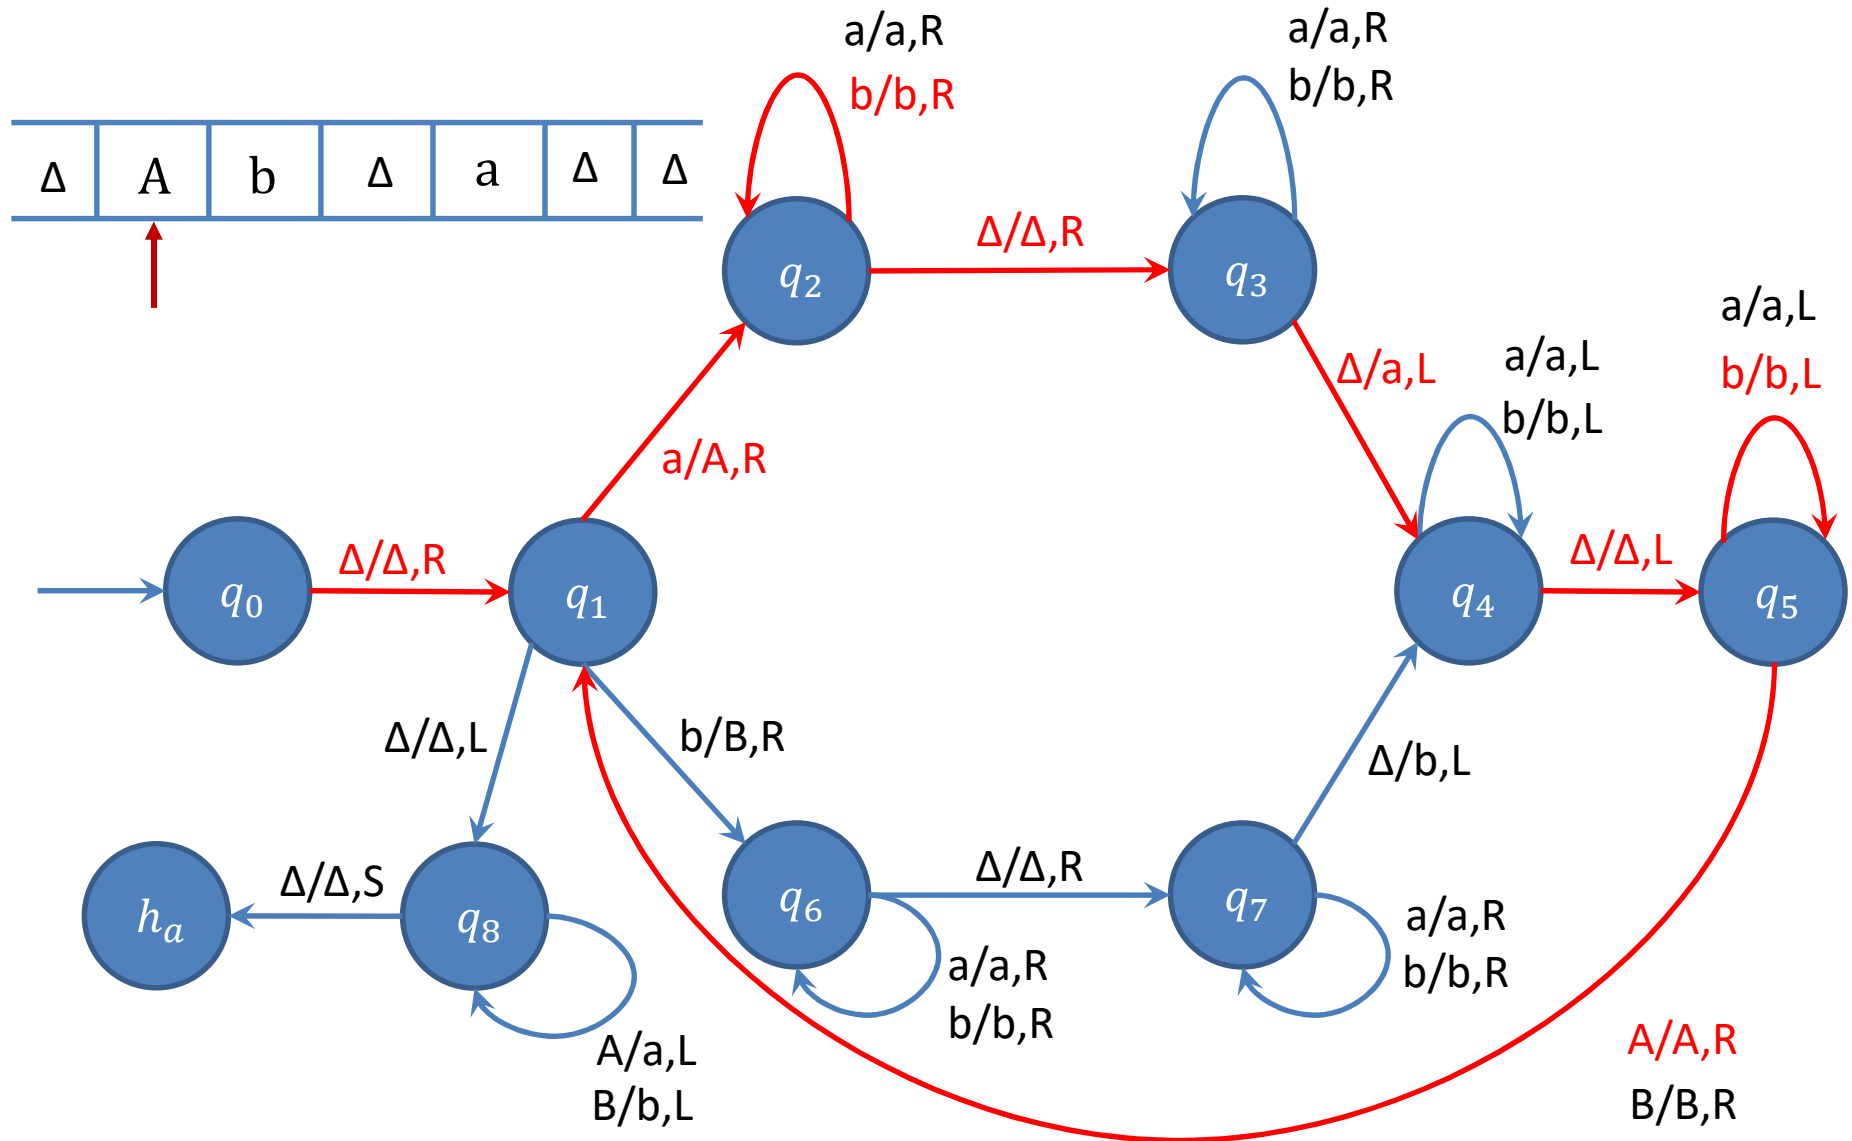 a/a,R
b/b,R
a/a,R
b/b,R
Δ A b Δ a Δ Δ
q2
Δ/Δ,R
q3
a/a,L
b/b,L
Δ/a,L
a/a,L
b/b,L
a/A,R
q0
Δ/Δ,R
q1
q4
Δ/Δ,L
q5
Δ/Δ,L
b/B,R
Δ/b,L
ha
Δ/Δ,S
q8
q6
Δ/Δ,R
q7
a/a,R
b/b,R
a/a,R
b/b,R
A/a,L
B/b,L
A/A,R
B/B,R